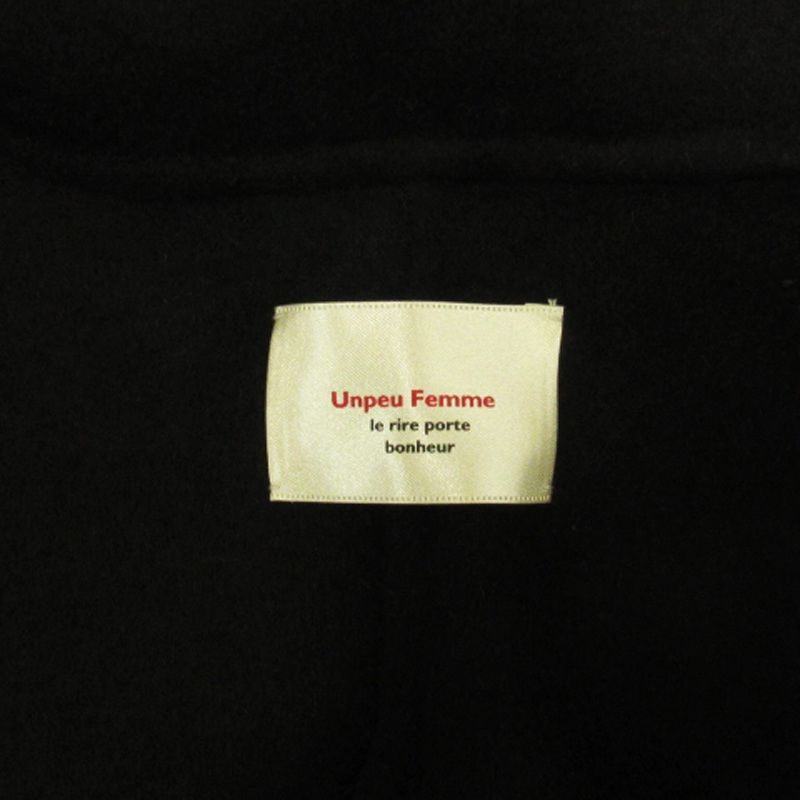 Unpeu Femme
le rire porte
bonheur